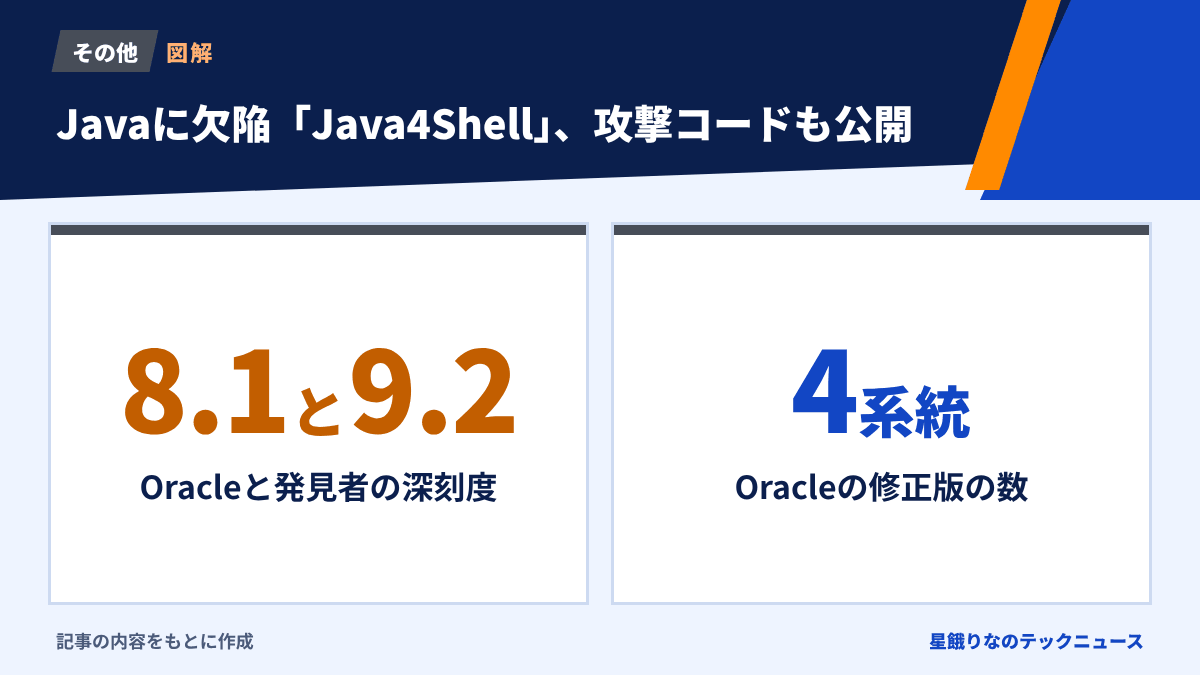 その他 図解
Javaに欠陥「Java4Shell」、攻撃コードも公開
8.1と9.2
Oracleと発見者の深刻度
4系統
Oracleの修正版の数
記事の内容をもとに作成
星餓りなのテックニュース